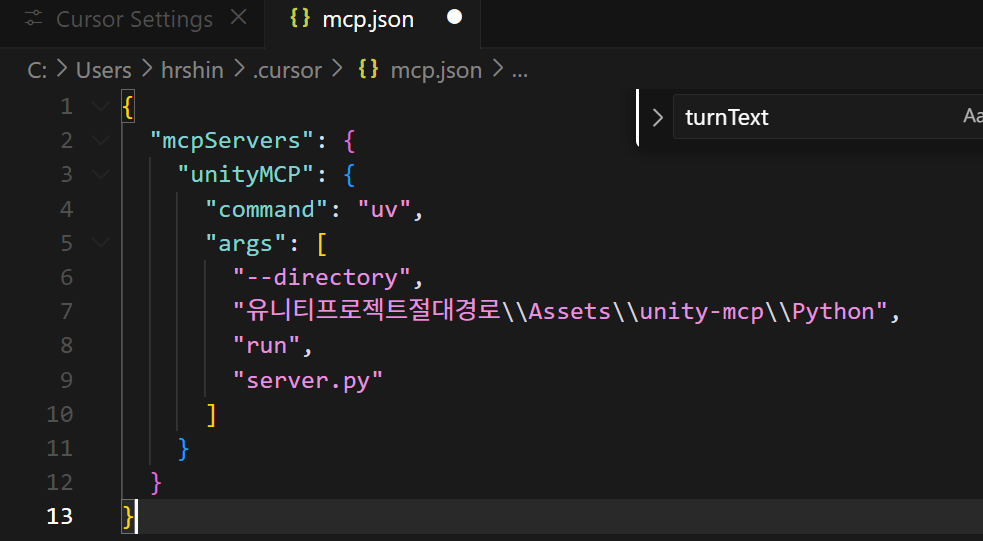 Cursor Settings
{} mcp.json
C: > Users > hrshin > .cursor > {} mcp.json > ...
turnText
Aa
1 {
2 "mcpServers": {
3 "unityMCP": {
4 "command": "uv",
5 "args": [
6 "--directory",
7 "유니티프로젝트절대경로\\Assets\\unity-mcp\\Python",
8 "run",
9 "server.py"
10 ]
11 }
12 }
13 }